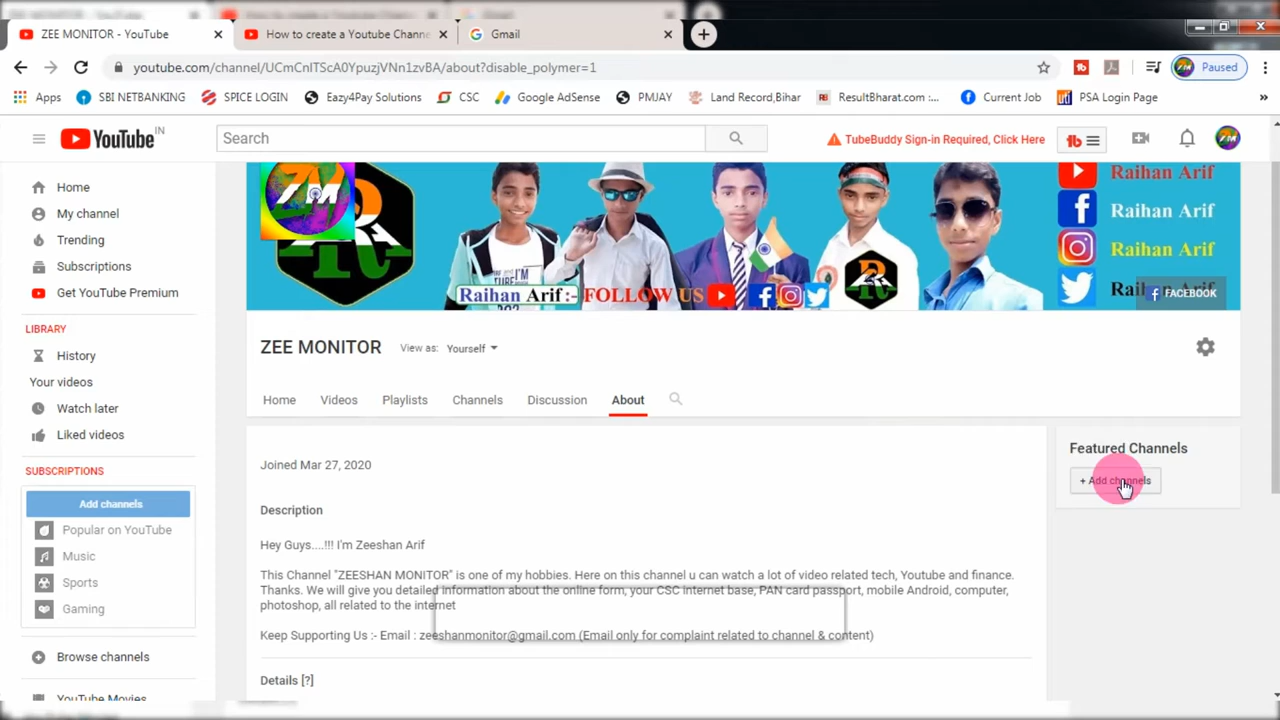 ZEE MONITOR - YouTube
How to create a Youtube Channe
Gmail
youtube.com/channel/UCmCnlTScA0YpuzjVNn1zvBA/about?disable_polymer=1
Paused
Apps
SBI NETBANKING
SPICE LOGIN
Eazy4Pay Solutions
CSC
Google AdSense
PMJAY
Land Record,Bihar
ResultBharat.com :...
Current Job
PSA Login Page
»
YouTube IN
Search
TubeBuddy Sign-in Required, Click Here
tb
ZM
Home
My channel
Trending
Subscriptions
Get YouTube Premium
LIBRARY
History
Your videos
Watch later
Liked videos
SUBSCRIPTIONS
Add channels
Popular on YouTube
Music
Sports
Gaming
Browse channels
YouTube Movies
ZM
Raihan Arif :- FOLLOW US
Raihan Arif
Raihan Arif
Raihan Arif
FACEBOOK
ZEE MONITOR
View as: Yourself
Home
Videos
Playlists
Channels
Discussion
About
Joined Mar 27, 2020
Description
Hey Guys....!!! I'm Zeeshan Arif
This Channel "ZEESHAN MONITOR" is one of my hobbies. Here on this channel u can watch a lot of video related tech, Youtube and finance.
Thanks. We will give you detailed information about the online form, your CSC internet base, PAN card passport, mobile Android, computer,
photoshop, all related to the internet
Keep Supporting Us :- Email : zeeshanmonitor@gmail.com (Email only for complaint related to channel & content)
Details [?]
Featured Channels
+ Add channels